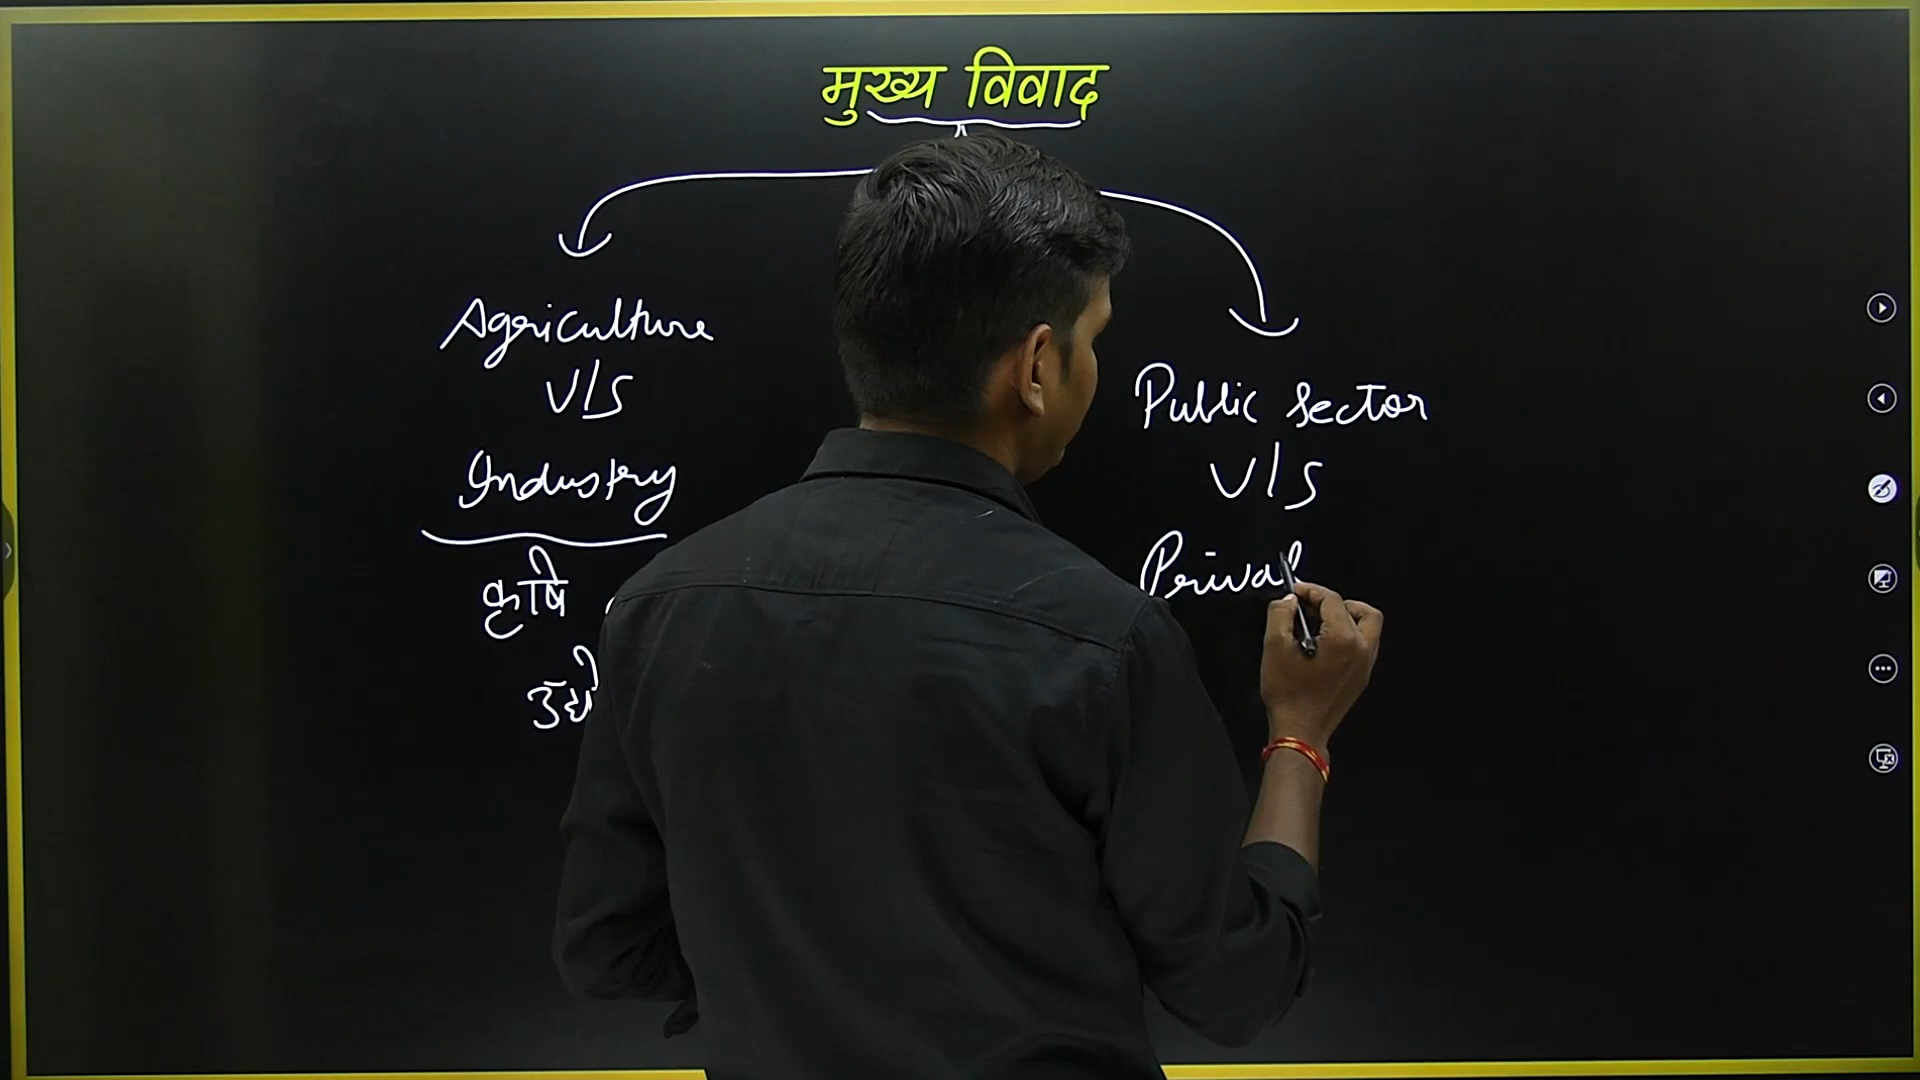 मुख्य विवाद
Agriculture
V/S
Industry
कृषि
Public Sector
V/S